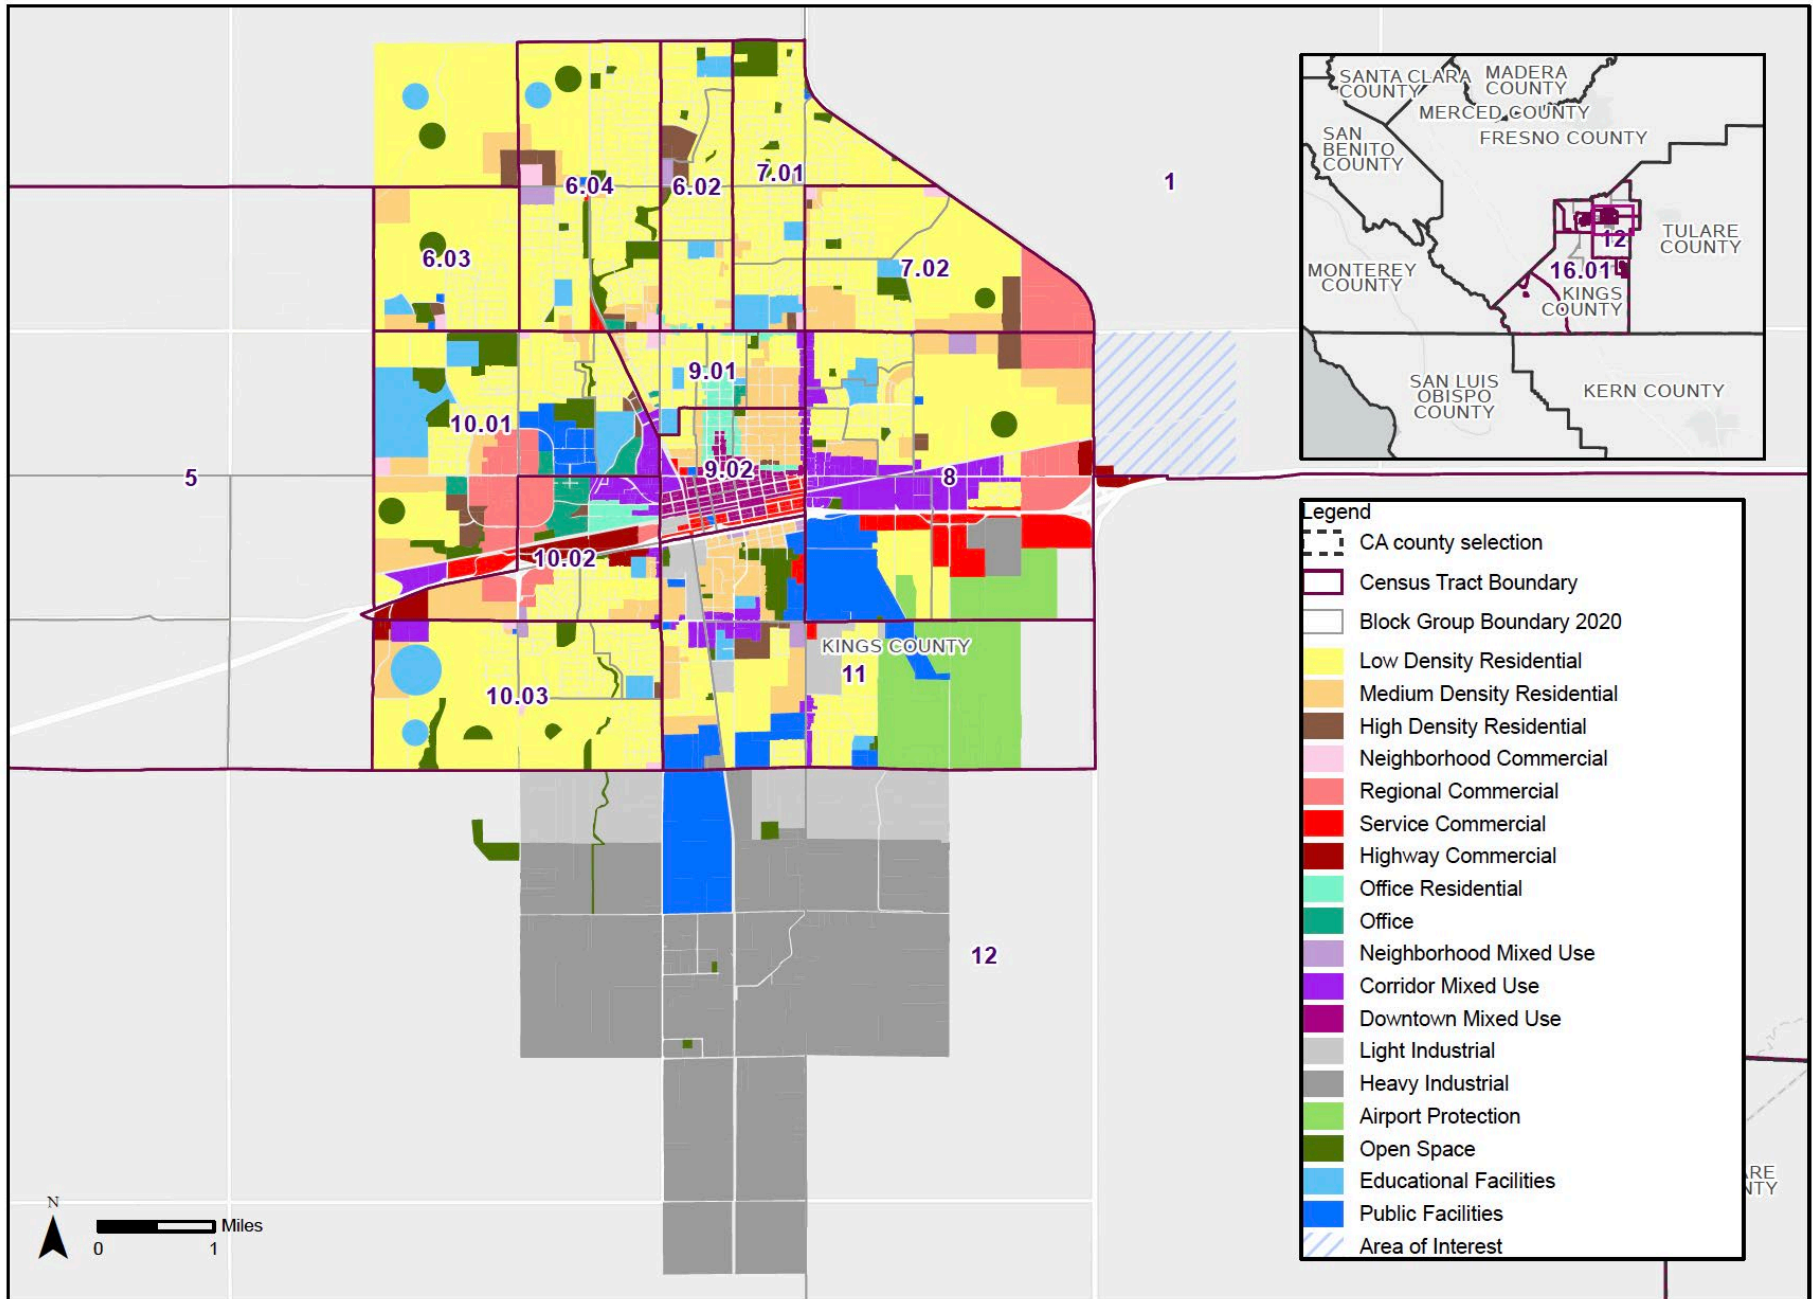 SANTA CLARA
COUNTY
MADERA
COUNTY
MERCED COUNTY
FRESNO COUNTY
SAN
BENITO
COUNTY
TULARE
COUNTY
12
16.01
MONTEREY
COUNTY
KINGS
COUNTY
SAN LUIS
OBISPO
COUNTY
KERN COUNTY
1
6.04
6.02
7.01
6.03
7.02
9.01
10.01
5
9.02
8
10.02
KINGS COUNTY
11
10.03
12
Legend
CA county selection
Census Tract Boundary
Block Group Boundary 2020
Low Density Residential
Medium Density Residential
High Density Residential
Neighborhood Commercial
Regional Commercial
Service Commercial
Highway Commercial
Office Residential
Office
Neighborhood Mixed Use
Corridor Mixed Use
Downtown Mixed Use
Light Industrial
Heavy Industrial
Airport Protection
Open Space
Educational Facilities
Public Facilities
Area of Interest
ARE
NTY
N
Miles
0 1